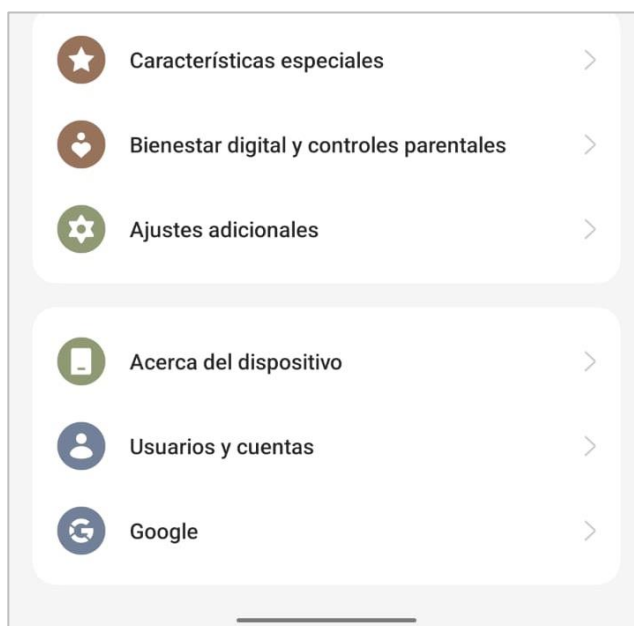 Características especiales
Bienestar digital y controles parentales
Ajustes adicionales
Acerca del dispositivo
Usuarios y cuentas
Google